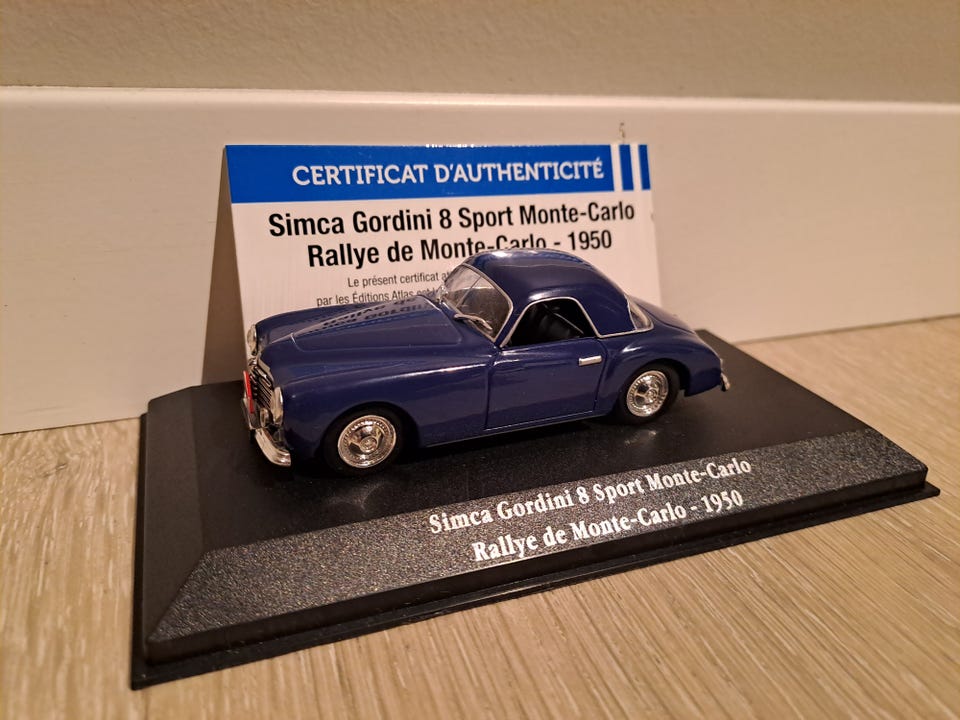 CERTIFICAT D'AUTHENTICITÉ
Simca Gordini 8 Sport Monte-Carlo
Rallye de Monte-Carlo - 1950
Le présent certificat
par les Éditions Atlas
Simca Gordini 8 Sport Monte-Carlo
Rallye de Monte-Carlo - 1950